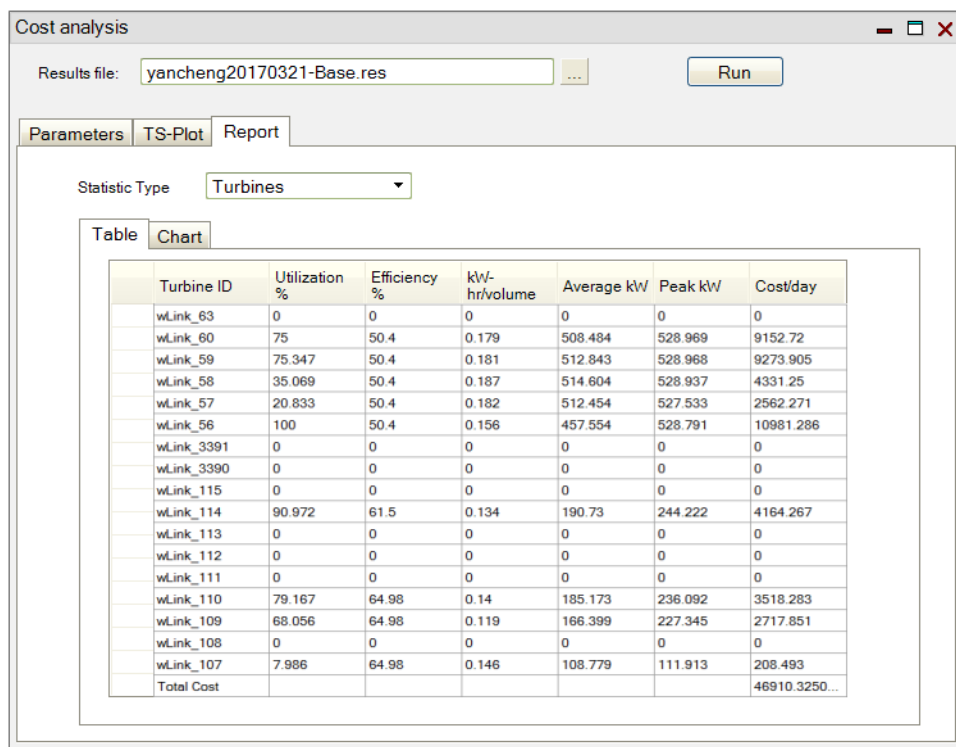 Cost analysis
Results file: yancheng20170321-Base.res ... Run
Parameters TS-Plot Report
Statistic Type Turbines
Table Chart
Turbine ID Utilization % Efficiency % kW-hr/volume Average kW Peak kW Cost/day
wLink_63 0 0 0 0 0 0
wLink_60 75 50.4 0.179 508.484 528.969 9152.72
wLink_59 75.347 50.4 0.181 512.843 528.968 9273.905
wLink_58 35.069 50.4 0.187 514.604 528.937 4331.25
wLink_57 20.833 50.4 0.182 512.454 527.533 2562.271
wLink_56 100 50.4 0.156 457.554 528.791 10981.286
wLink_3391 0 0 0 0 0 0
wLink_3390 0 0 0 0 0 0
wLink_115 0 0 0 0 0 0
wLink_114 90.972 61.5 0.134 190.73 244.222 4164.267
wLink_113 0 0 0 0 0 0
wLink_112 0 0 0 0 0 0
wLink_111 0 0 0 0 0 0
wLink_110 79.167 64.98 0.14 185.173 236.092 3518.283
wLink_109 68.056 64.98 0.119 166.399 227.345 2717.851
wLink_108 0 0 0 0 0 0
wLink_107 7.986 64.98 0.146 108.779 111.913 208.493
Total Cost 46910.3250...